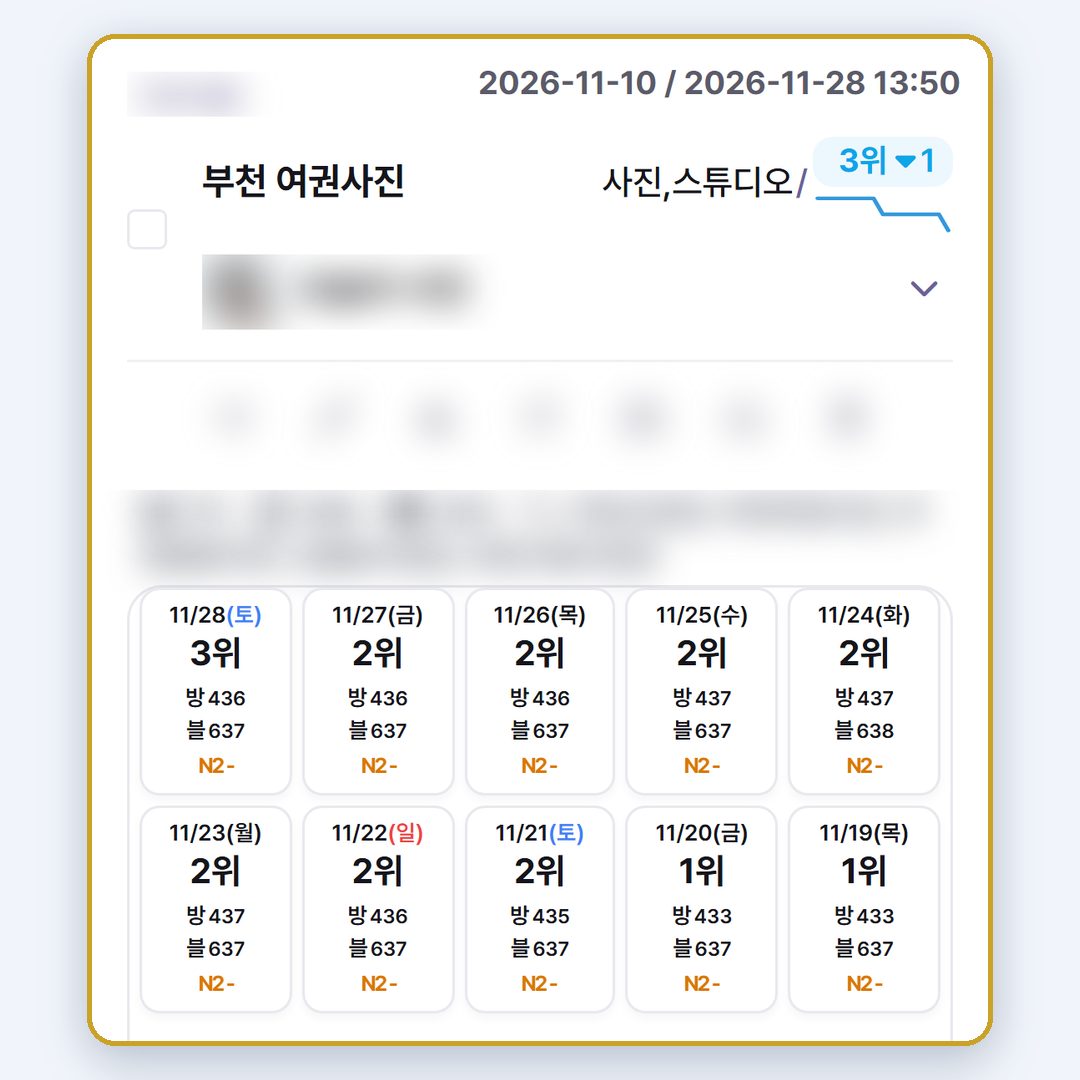 2026-11-10 / 2026-11-28 13:50
부천 여권사진 사진,스튜디오/ 3위 ▼1
11/28(토) 11/27(금) 11/26(목) 11/25(수) 11/24(화)
3위 2위 2위 2위 2위
방436 방436 방436 방437 방437
블637 블637 블637 블637 블638
N2- N2- N2- N2- N2-
11/23(월) 11/22(일) 11/21(토) 11/20(금) 11/19(목)
2위 2위 2위 1위 1위
방437 방436 방435 방433 방433
블637 블637 블637 블637 블637
N2- N2- N2- N2- N2-